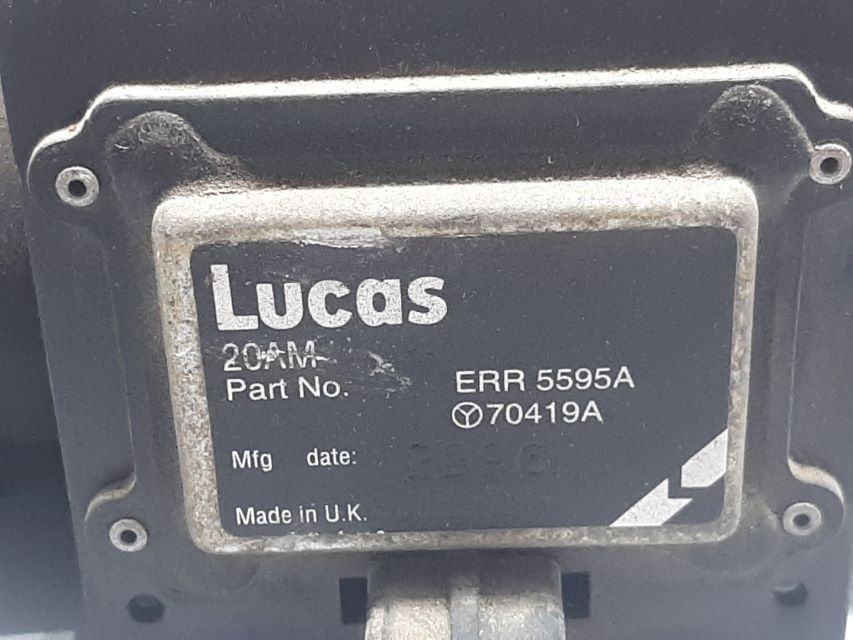 Lucas
20AM
Part No. ERR 5595A
70419A
Mfg date:
Made in U.K.